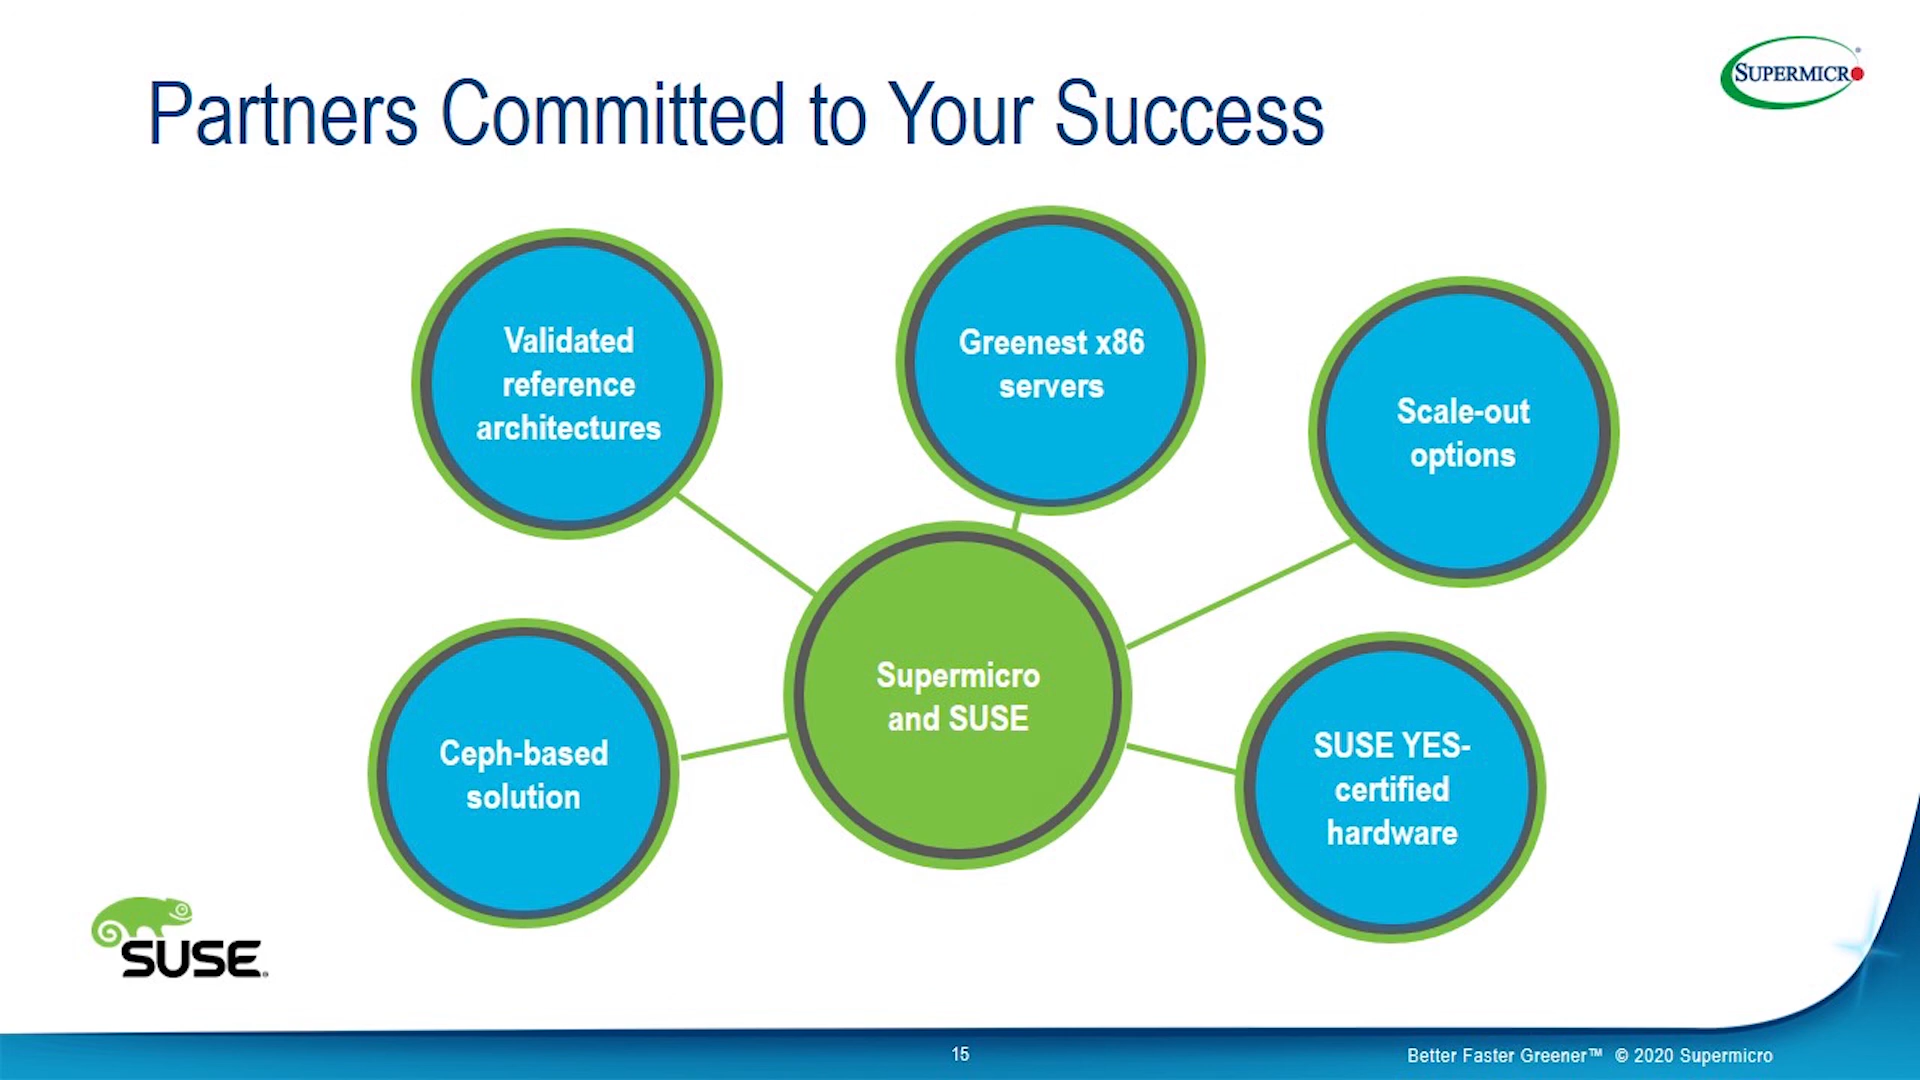 Partners Committed to Your Success
SUPERMICRO
Validated
reference
architectures
Greenest x86
servers
Scale-out
options
Supermicro
and SUSE
Ceph-based
solution
SUSE YES-
certified
hardware
SUSE®
15
Better Faster Greener™ © 2020 Supermicro